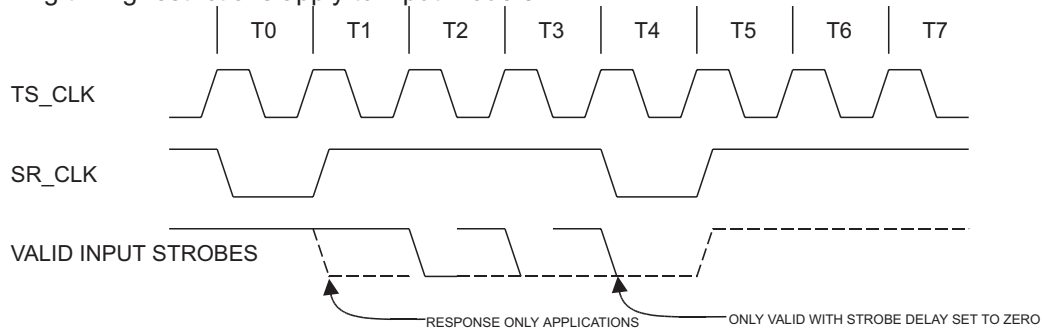 T0 T1 T2 T3 T4 T5 T6 T7
TS_CLK
SR_CLK
VALID INPUT STROBES
RESPONSE ONLY APPLICATIONS
ONLY VALID WITH STROBE DELAY SET TO ZERO